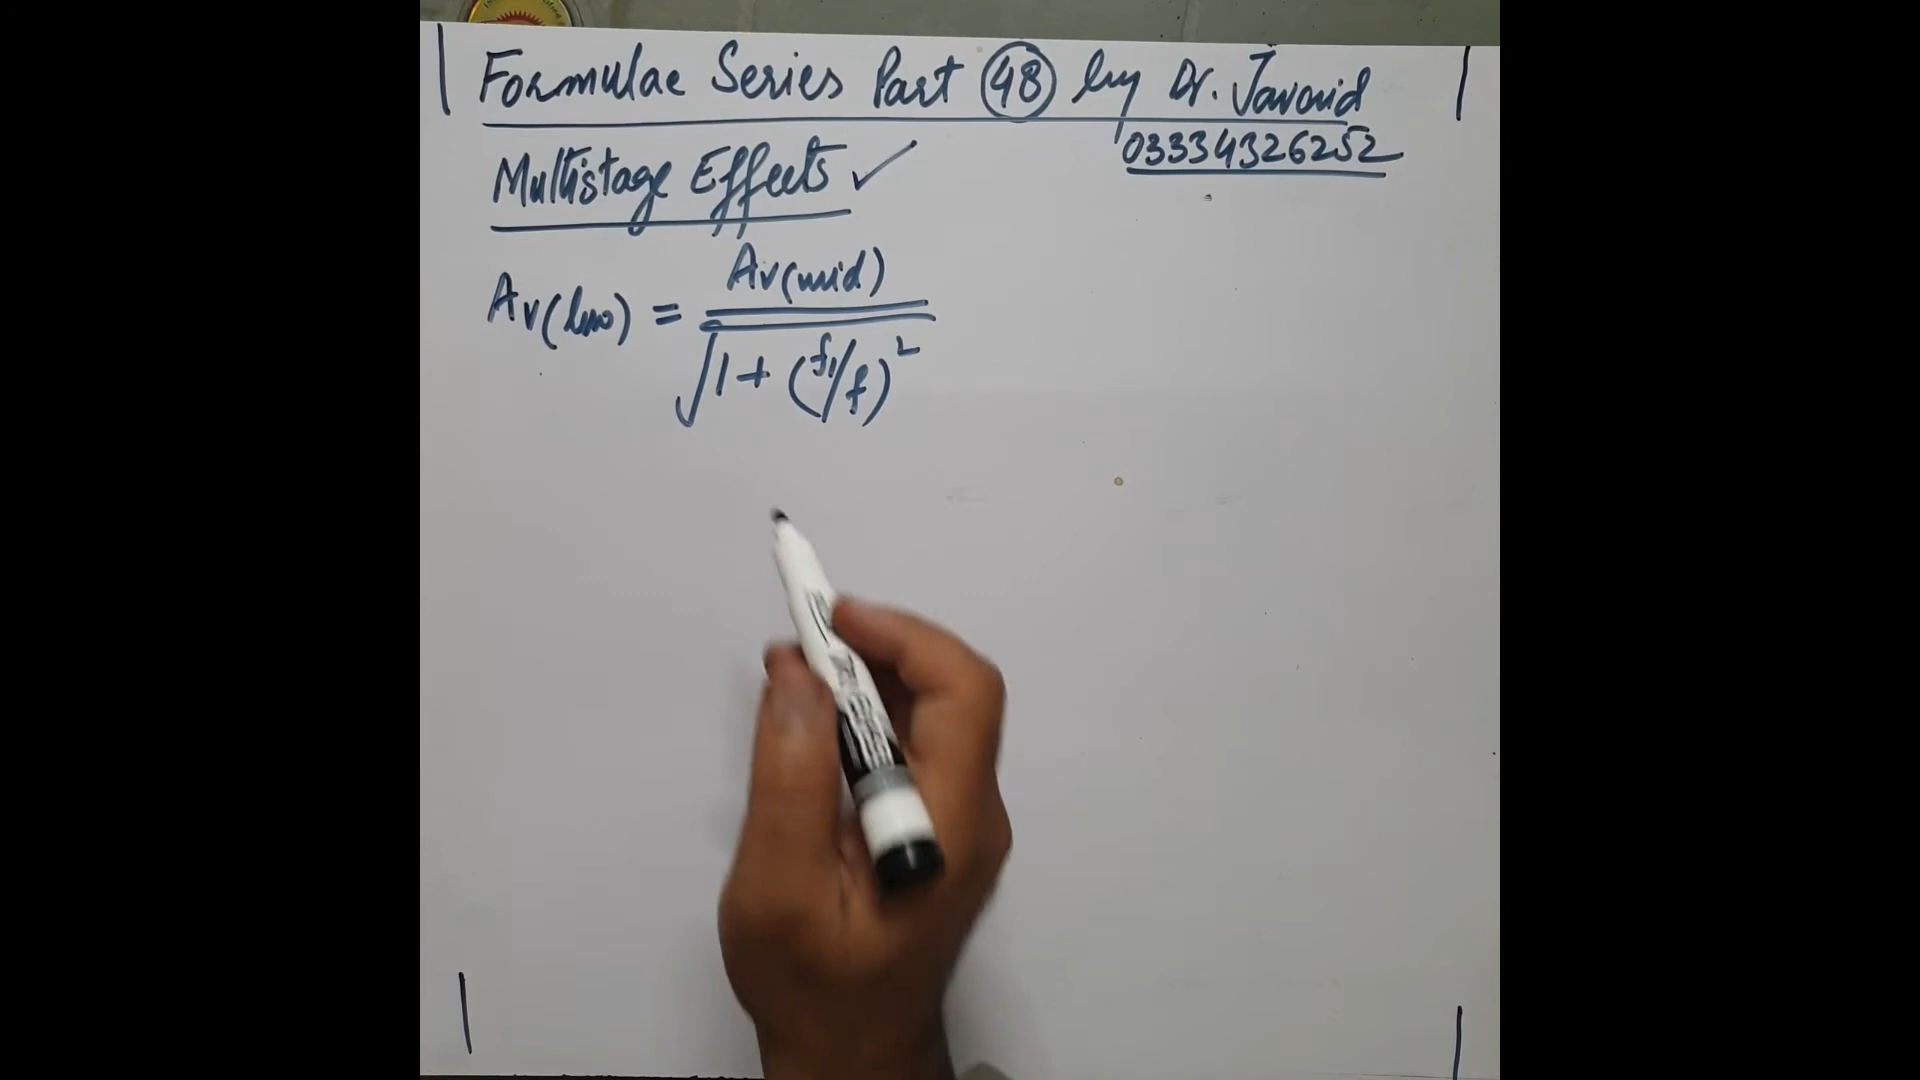 Formulae Series Part 48 by Dr. Javaid
03334326252
Multistage Effects ✓
Av(mid)
Av(low) = 
√1 + (f1/f)²